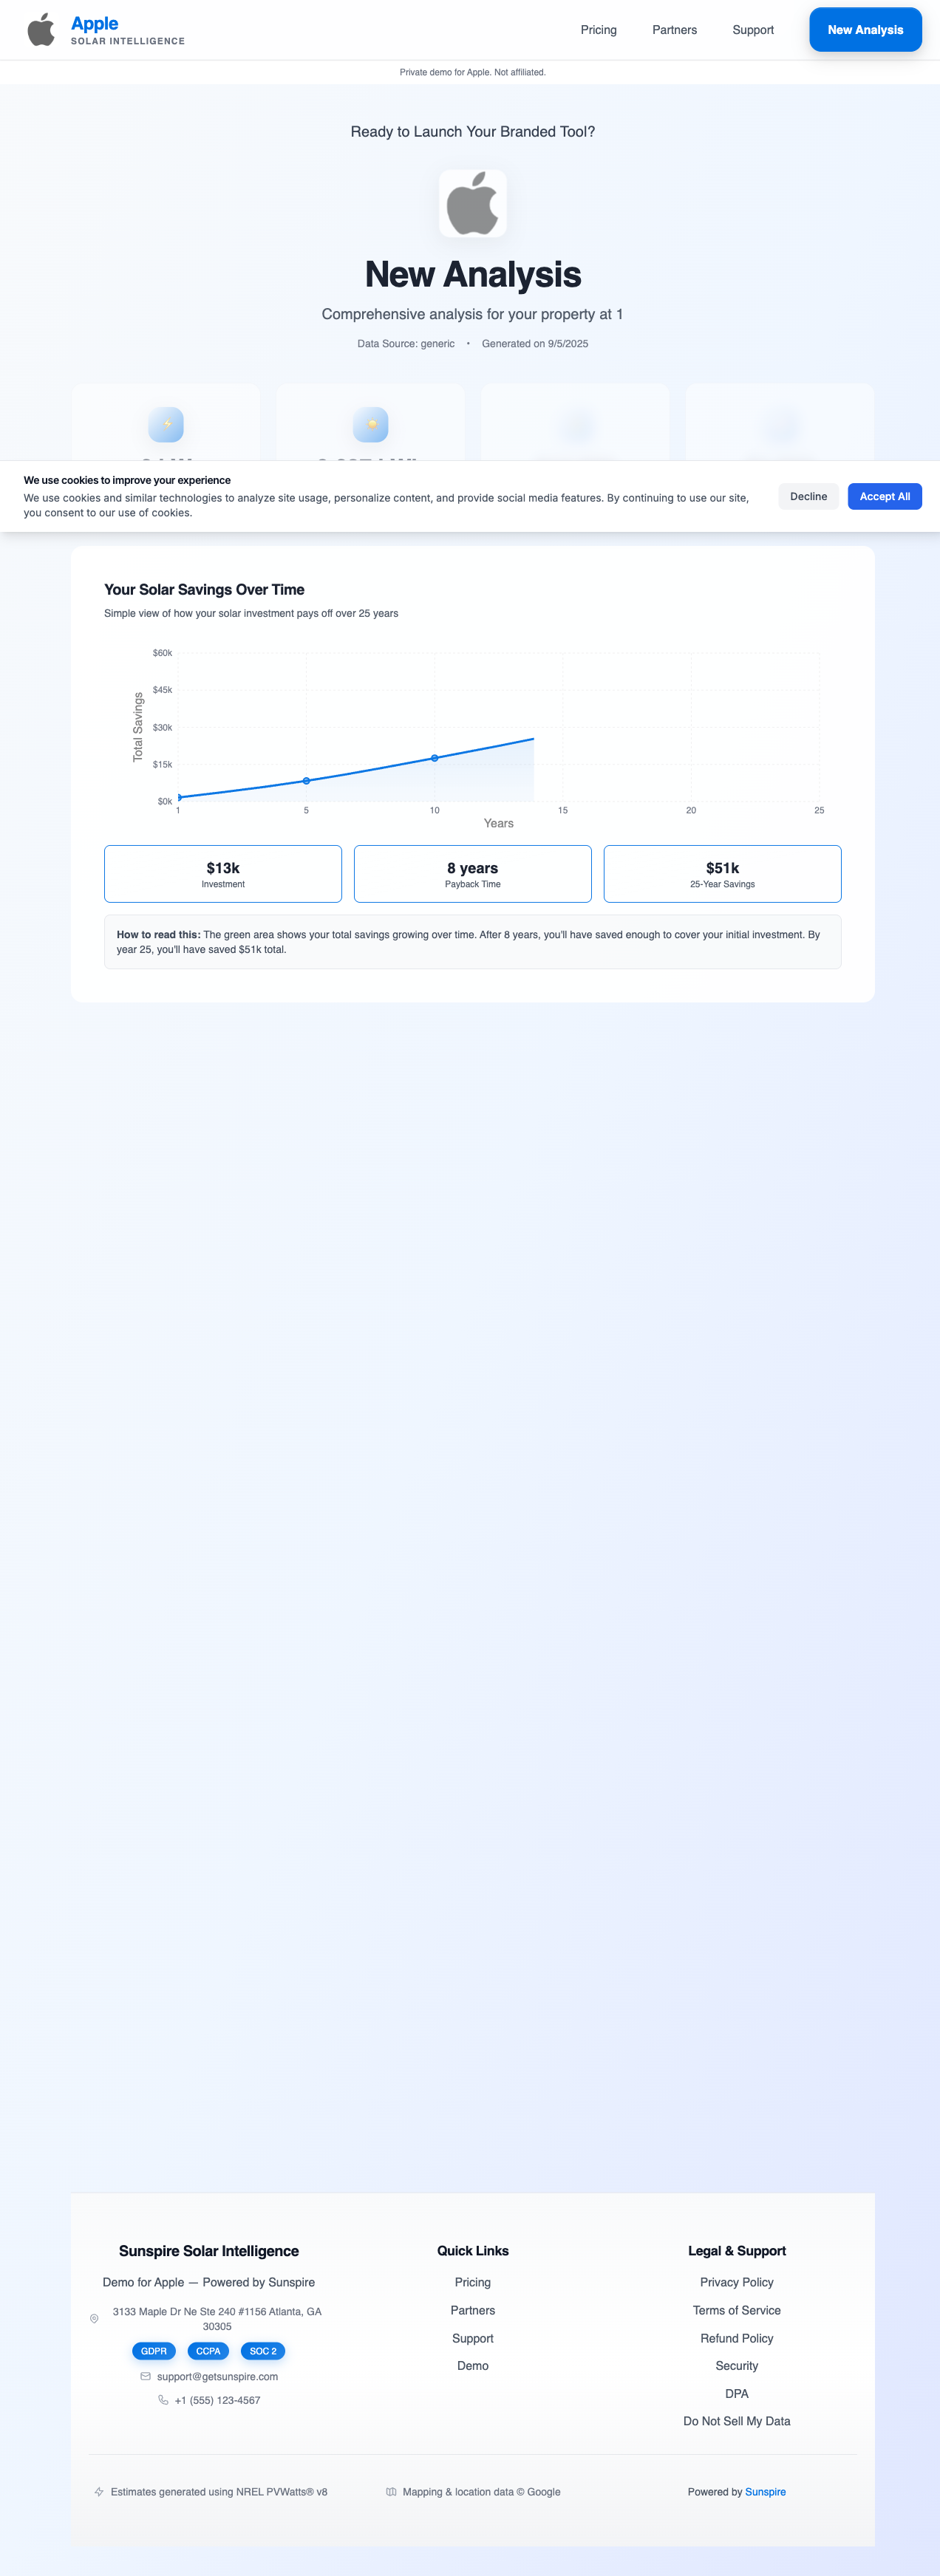 Apple
SOLAR INTELLIGENCE
Pricing
Partners
Support
New Analysis
Private demo for Apple. Not affiliated.
Ready to Launch Your Branded Tool?
New Analysis
Comprehensive analysis for your property at 1
Data Source: generic • Generated on 9/5/2025
We use cookies to improve your experience
We use cookies and similar technologies to analyze site usage, personalize content, and provide social media features. By continuing to use our site,
you consent to our use of cookies.
Decline
Accept All
Your Solar Savings Over Time
Simple view of how your solar investment pays off over 25 years
Total Savings
$60k
$45k
$30k
$15k
$0k
1
5
10
15
20
25
Years
$13k
Investment
8 years
Payback Time
$51k
25-Year Savings
How to read this: The green area shows your total savings growing over time. After 8 years, you'll have saved enough to cover your initial investment. By
year 25, you'll have saved $51k total.
Sunspire Solar Intelligence
Demo for Apple — Powered by Sunspire
3133 Maple Dr Ne Ste 240 #1156 Atlanta, GA
30305
GDPR
CCPA
SOC 2
support@getsunspire.com
+1 (555) 123-4567
Quick Links
Pricing
Partners
Support
Demo
Legal & Support
Privacy Policy
Terms of Service
Refund Policy
Security
DPA
Do Not Sell My Data
Estimates generated using NREL PVWatts® v8
Mapping & location data © Google
Powered by Sunspire